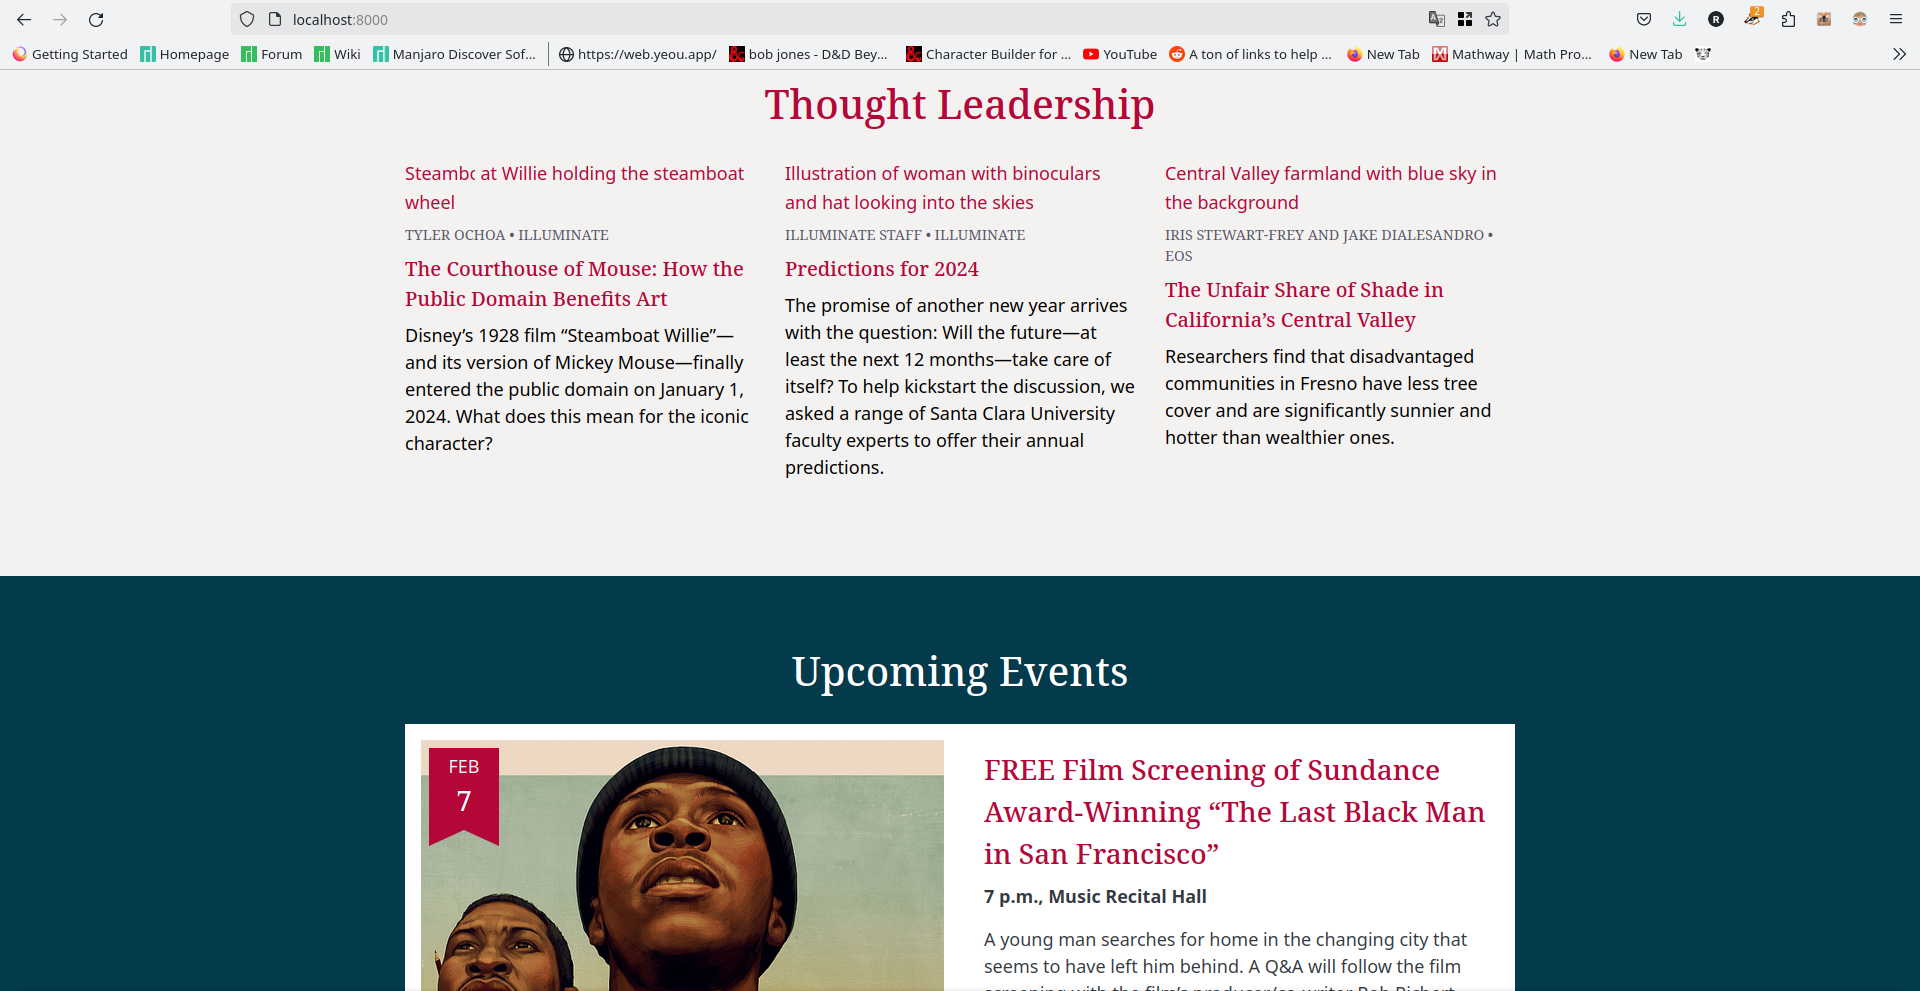 localhost:8000
2
Getting Started Homepage Forum Wiki Manjaro Discover Sof... https://web.yeou.app/ bob jones - D&D Bey... Character Builder for ... YouTube A ton of links to help ... New Tab Mathway | Math Pro... New Tab
Thought Leadership
Steambo at Willie holding the steamboat
wheel
TYLER OCHOA • ILLUMINATE
The Courthouse of Mouse: How the
Public Domain Benefits Art
Disney’s 1928 film “Steamboat Willie”—
and its version of Mickey Mouse—finally
entered the public domain on January 1,
2024. What does this mean for the iconic
character?
Illustration of woman with binoculars
and hat looking into the skies
ILLUMINATE STAFF • ILLUMINATE
Predictions for 2024
The promise of another new year arrives
with the question: Will the future—at
least the next 12 months—take care of
itself? To help kickstart the discussion, we
asked a range of Santa Clara University
faculty experts to offer their annual
predictions.
Central Valley farmland with blue sky in
the background
IRIS STEWART-FREY AND JAKE DIALESANDRO •
EOS
The Unfair Share of Shade in
California’s Central Valley
Researchers find that disadvantaged
communities in Fresno have less tree
cover and are significantly sunnier and
hotter than wealthier ones.
Upcoming Events
FEB
7
FREE Film Screening of Sundance
Award-Winning “The Last Black Man
in San Francisco”
7 p.m., Music Recital Hall
A young man searches for home in the changing city that
seems to have left him behind. A Q&A will follow the film